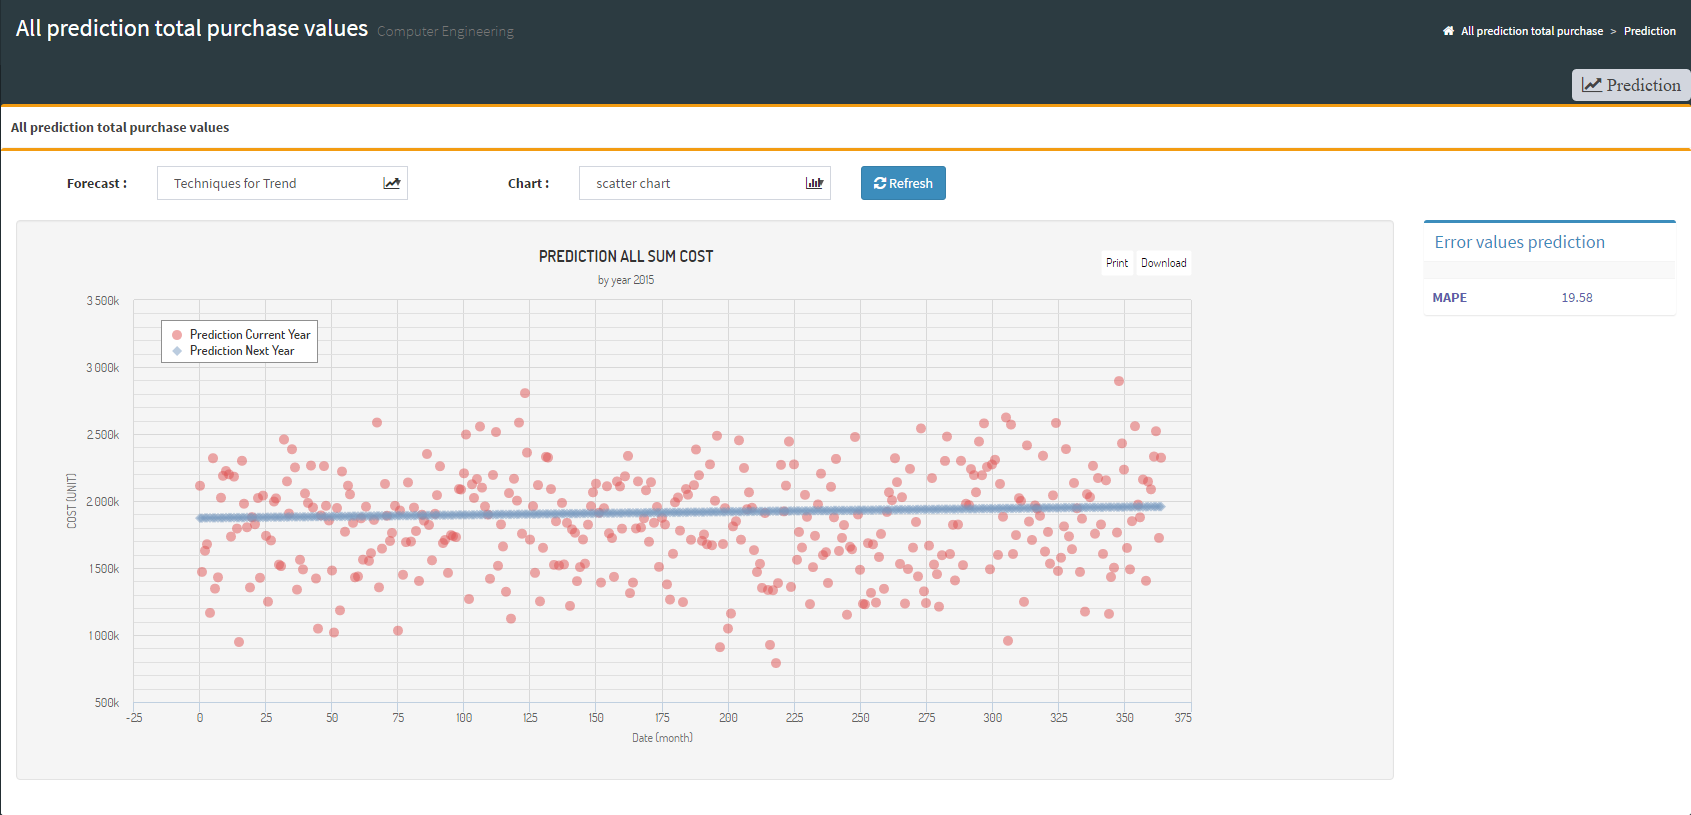 All prediction total purchase values Computer Engineering
All prediction total purchase > Prediction
Prediction
All prediction total purchase values
Forecast : Techniques for Trend Chart : scatter chart Refresh
PREDICTION ALL SUM COST
by year 2015
Print Download
Prediction Current Year
Prediction Next Year
3 500k
3 000k
2 500k
2 000k
1 500k
1 000k
500k
COST (UNIT)
-25 0 25 50 75 100 125 150 175 200 225 250 275 300 325 350 375
Date (month)
Error values prediction
MAPE 19.58